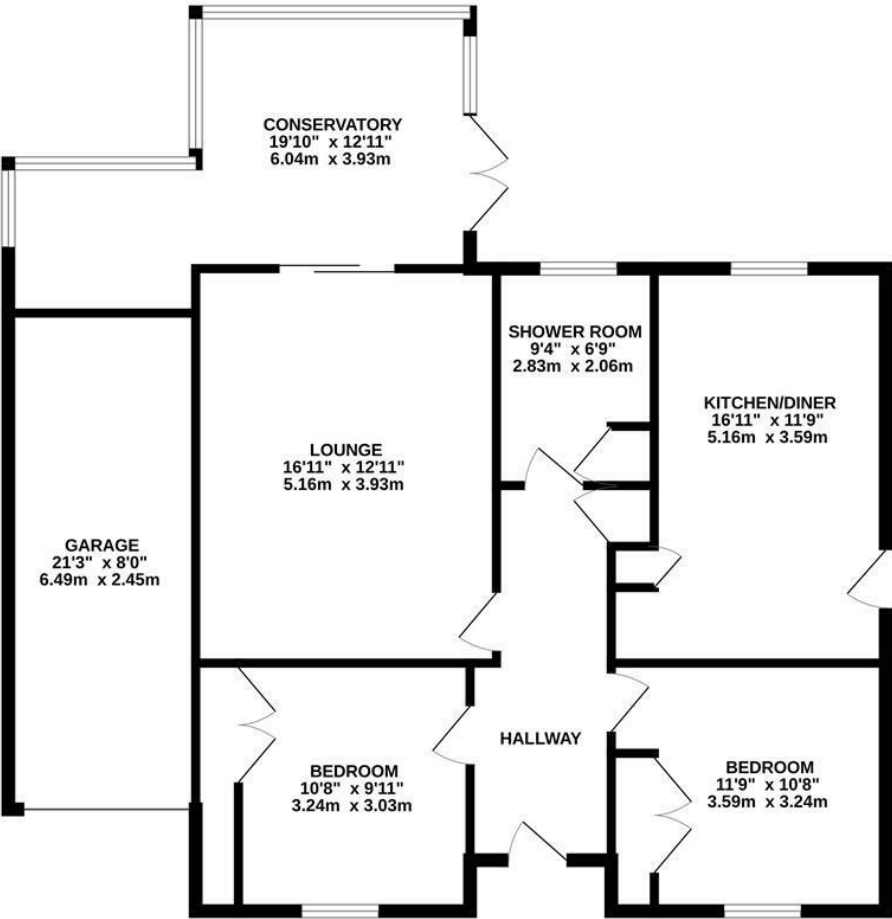 CONSERVATORY
19'10" x 12'11"
6.04m x 3.93m
SHOWER ROOM
9'4" x 6'9"
2.83m x 2.06m
KITCHEN/DINER
16'11" x 11'9"
5.16m x 3.59m
LOUNGE
16'11" x 12'11"
5.16m x 3.93m
GARAGE
21'3" x 8'0"
6.49m x 2.45m
HALLWAY
BEDROOM
10'8" x 9'11"
3.24m x 3.03m
BEDROOM
11'9" x 10'8"
3.59m x 3.24m